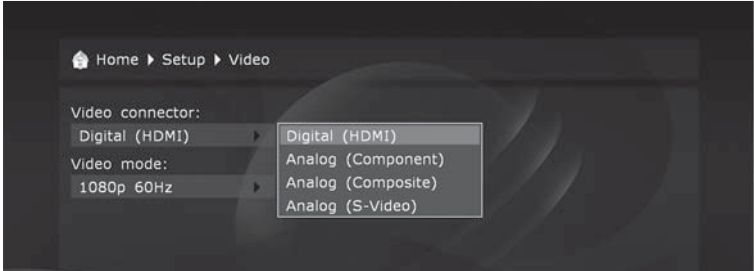 Home Setup Video
Video connector:
Digital (HDMI)
Digital (HDMI)
Analog (Component)
Analog (Composite)
Analog (S-Video)
Video mode:
1080p 60Hz